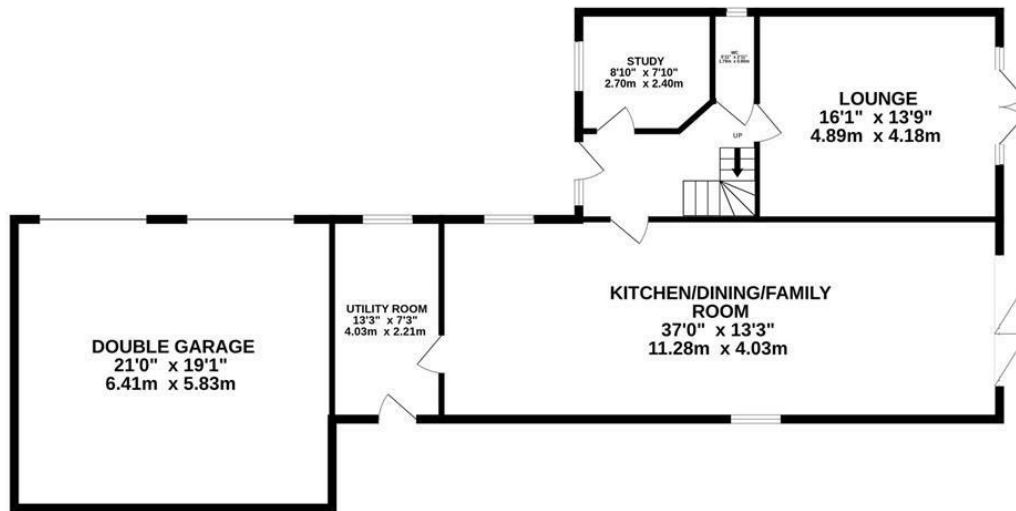 STUDY
8'10" x 7'10"
2.70m x 2.40m
WC
LOUNGE
16'1" x 13'9"
4.89m x 4.18m
UP
UTILITY ROOM
13'3" x 7'3"
4.03m x 2.21m
KITCHEN/DINING/FAMILY
ROOM
37'0" x 13'3"
11.28m x 4.03m
DOUBLE GARAGE
21'0" x 19'1"
6.41m x 5.83m